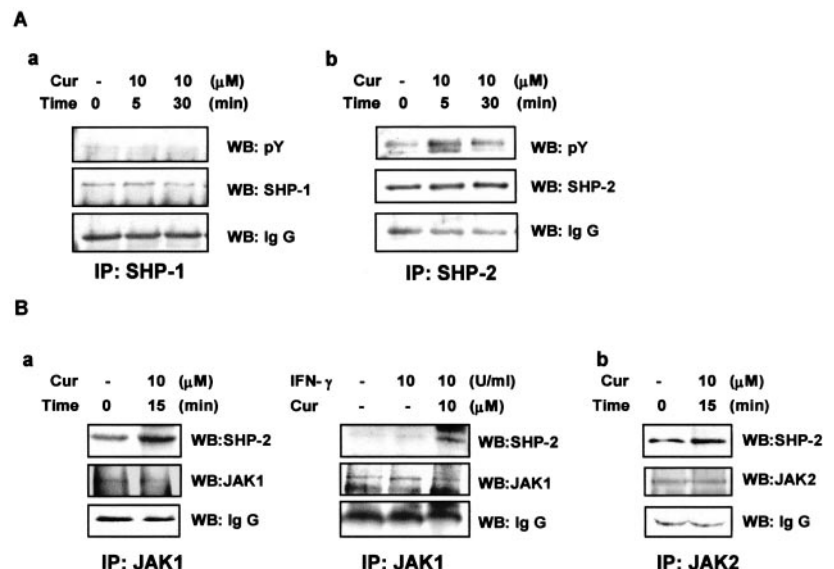 A
a
Cur - 10 10 (μM)
Time 0 5 30 (min)
WB: pY
WB: SHP-1
WB: Ig G
IP: SHP-1
b
Cur - 10 10 (μM)
Time 0 5 30 (min)
WB: pY
WB: SHP-2
WB: Ig G
IP: SHP-2
B
a
Cur - 10 (μM)
Time 0 15 (min)
WB:SHP-2
WB:JAK1
WB: Ig G
IP: JAK1
IFN-γ - 10 10 (U/ml)
Cur - - 10 (μM)
WB:SHP-2
WB:JAK1
WB: Ig G
IP: JAK1
b
Cur - 10 (μM)
Time 0 15 (min)
WB:SHP-2
WB:JAK2
WB: Ig G
IP: JAK2